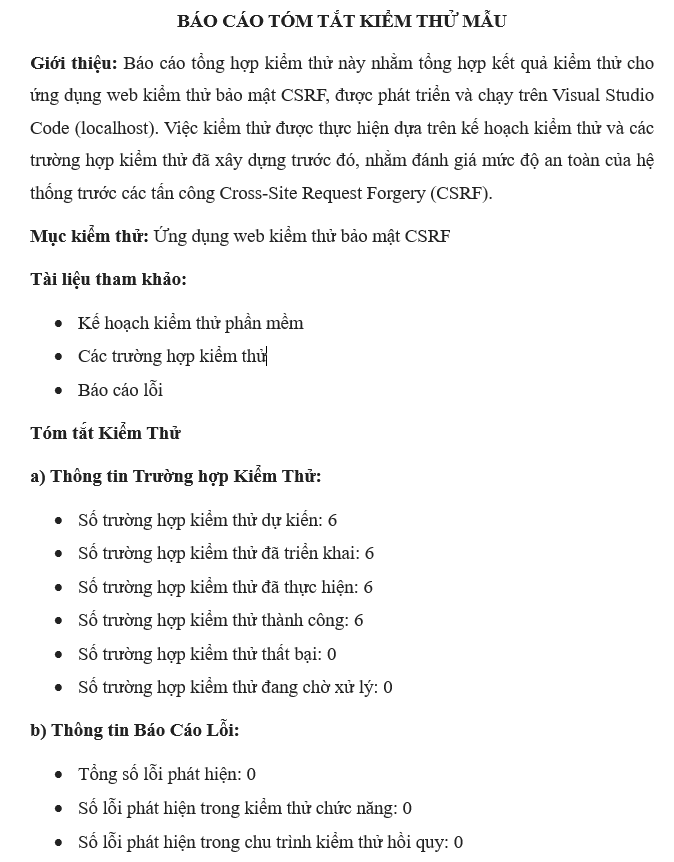 BÁO CÁO TÓM TẮT KIỂM THỬ MẪU
Giới thiệu: Báo cáo tổng hợp kiểm thử này nhằm tổng hợp kết quả kiểm thử cho
ứng dụng web kiểm thử bảo mật CSRF, được phát triển và chạy trên Visual Studio
Code (localhost). Việc kiểm thử được thực hiện dựa trên kế hoạch kiểm thử và các
trường hợp kiểm thử đã xây dựng trước đó, nhằm đánh giá mức độ an toàn của hệ
thống trước các tấn công Cross-Site Request Forgery (CSRF).
Mục kiểm thử: Ứng dụng web kiểm thử bảo mật CSRF
Tài liệu tham khảo:
• Kế hoạch kiểm thử phần mềm
• Các trường hợp kiểm thử
• Báo cáo lỗi
Tóm tắt Kiểm Thử
a) Thông tin Trường hợp Kiểm Thử:
• Số trường hợp kiểm thử dự kiến: 6
• Số trường hợp kiểm thử đã triển khai: 6
• Số trường hợp kiểm thử đã thực hiện: 6
• Số trường hợp kiểm thử thành công: 6
• Số trường hợp kiểm thử thất bại: 0
• Số trường hợp kiểm thử đang chờ xử lý: 0
b) Thông tin Báo Cáo Lỗi:
• Tổng số lỗi phát hiện: 0
• Số lỗi phát hiện trong kiểm thử chức năng: 0
• Số lỗi phát hiện trong chu trình kiểm thử hồi quy: 0